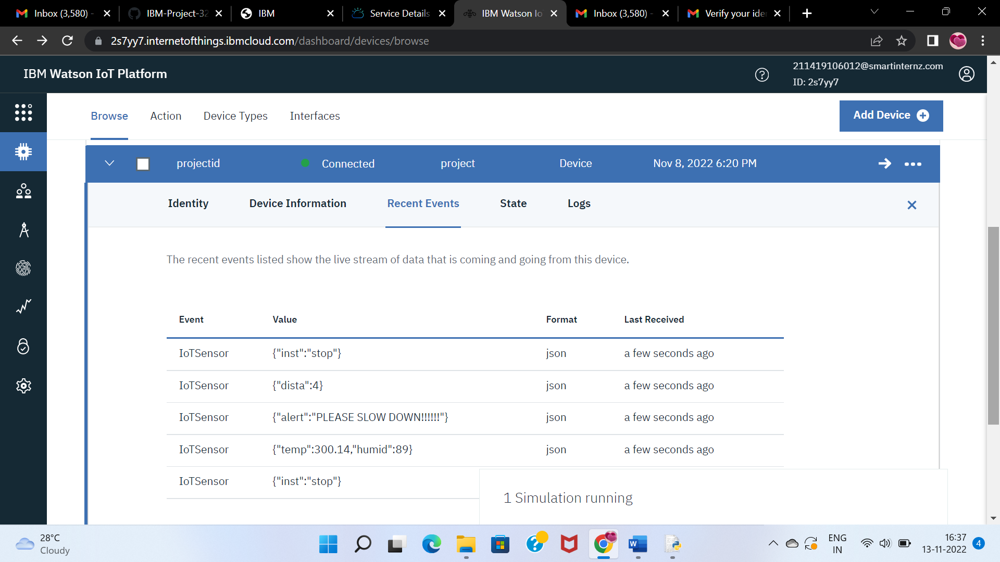 Inbox (3,580) -
IBM-Project-32
IBM
Service Details
IBM Watson Io
Inbox (3,580) -
Verify your ide
2s7yy7.internetofthings.ibmcloud.com/dashboard/devices/browse
IBM Watson IoT Platform
?
211419106012@smartinternz.com
ID: 2s7yy7
Browse
Action
Device Types
Interfaces
Add Device
projectid
Connected
project
Device
Nov 8, 2022 6:20 PM
Identity
Device Information
Recent Events
State
Logs
The recent events listed show the live stream of data that is coming and going from this device.
Event Value Format Last Received
IoTSensor {"inst":"stop"} json a few seconds ago
IoTSensor {"dista":4} json a few seconds ago
IoTSensor {"alert":"PLEASE SLOW DOWN!!!!!!"} json a few seconds ago
IoTSensor {"temp":300.14,"humid":89} json a few seconds ago
IoTSensor {"inst":"stop"}
1 Simulation running
28°C
Cloudy
?
W
ENG
IN
16:37
13-11-2022
4